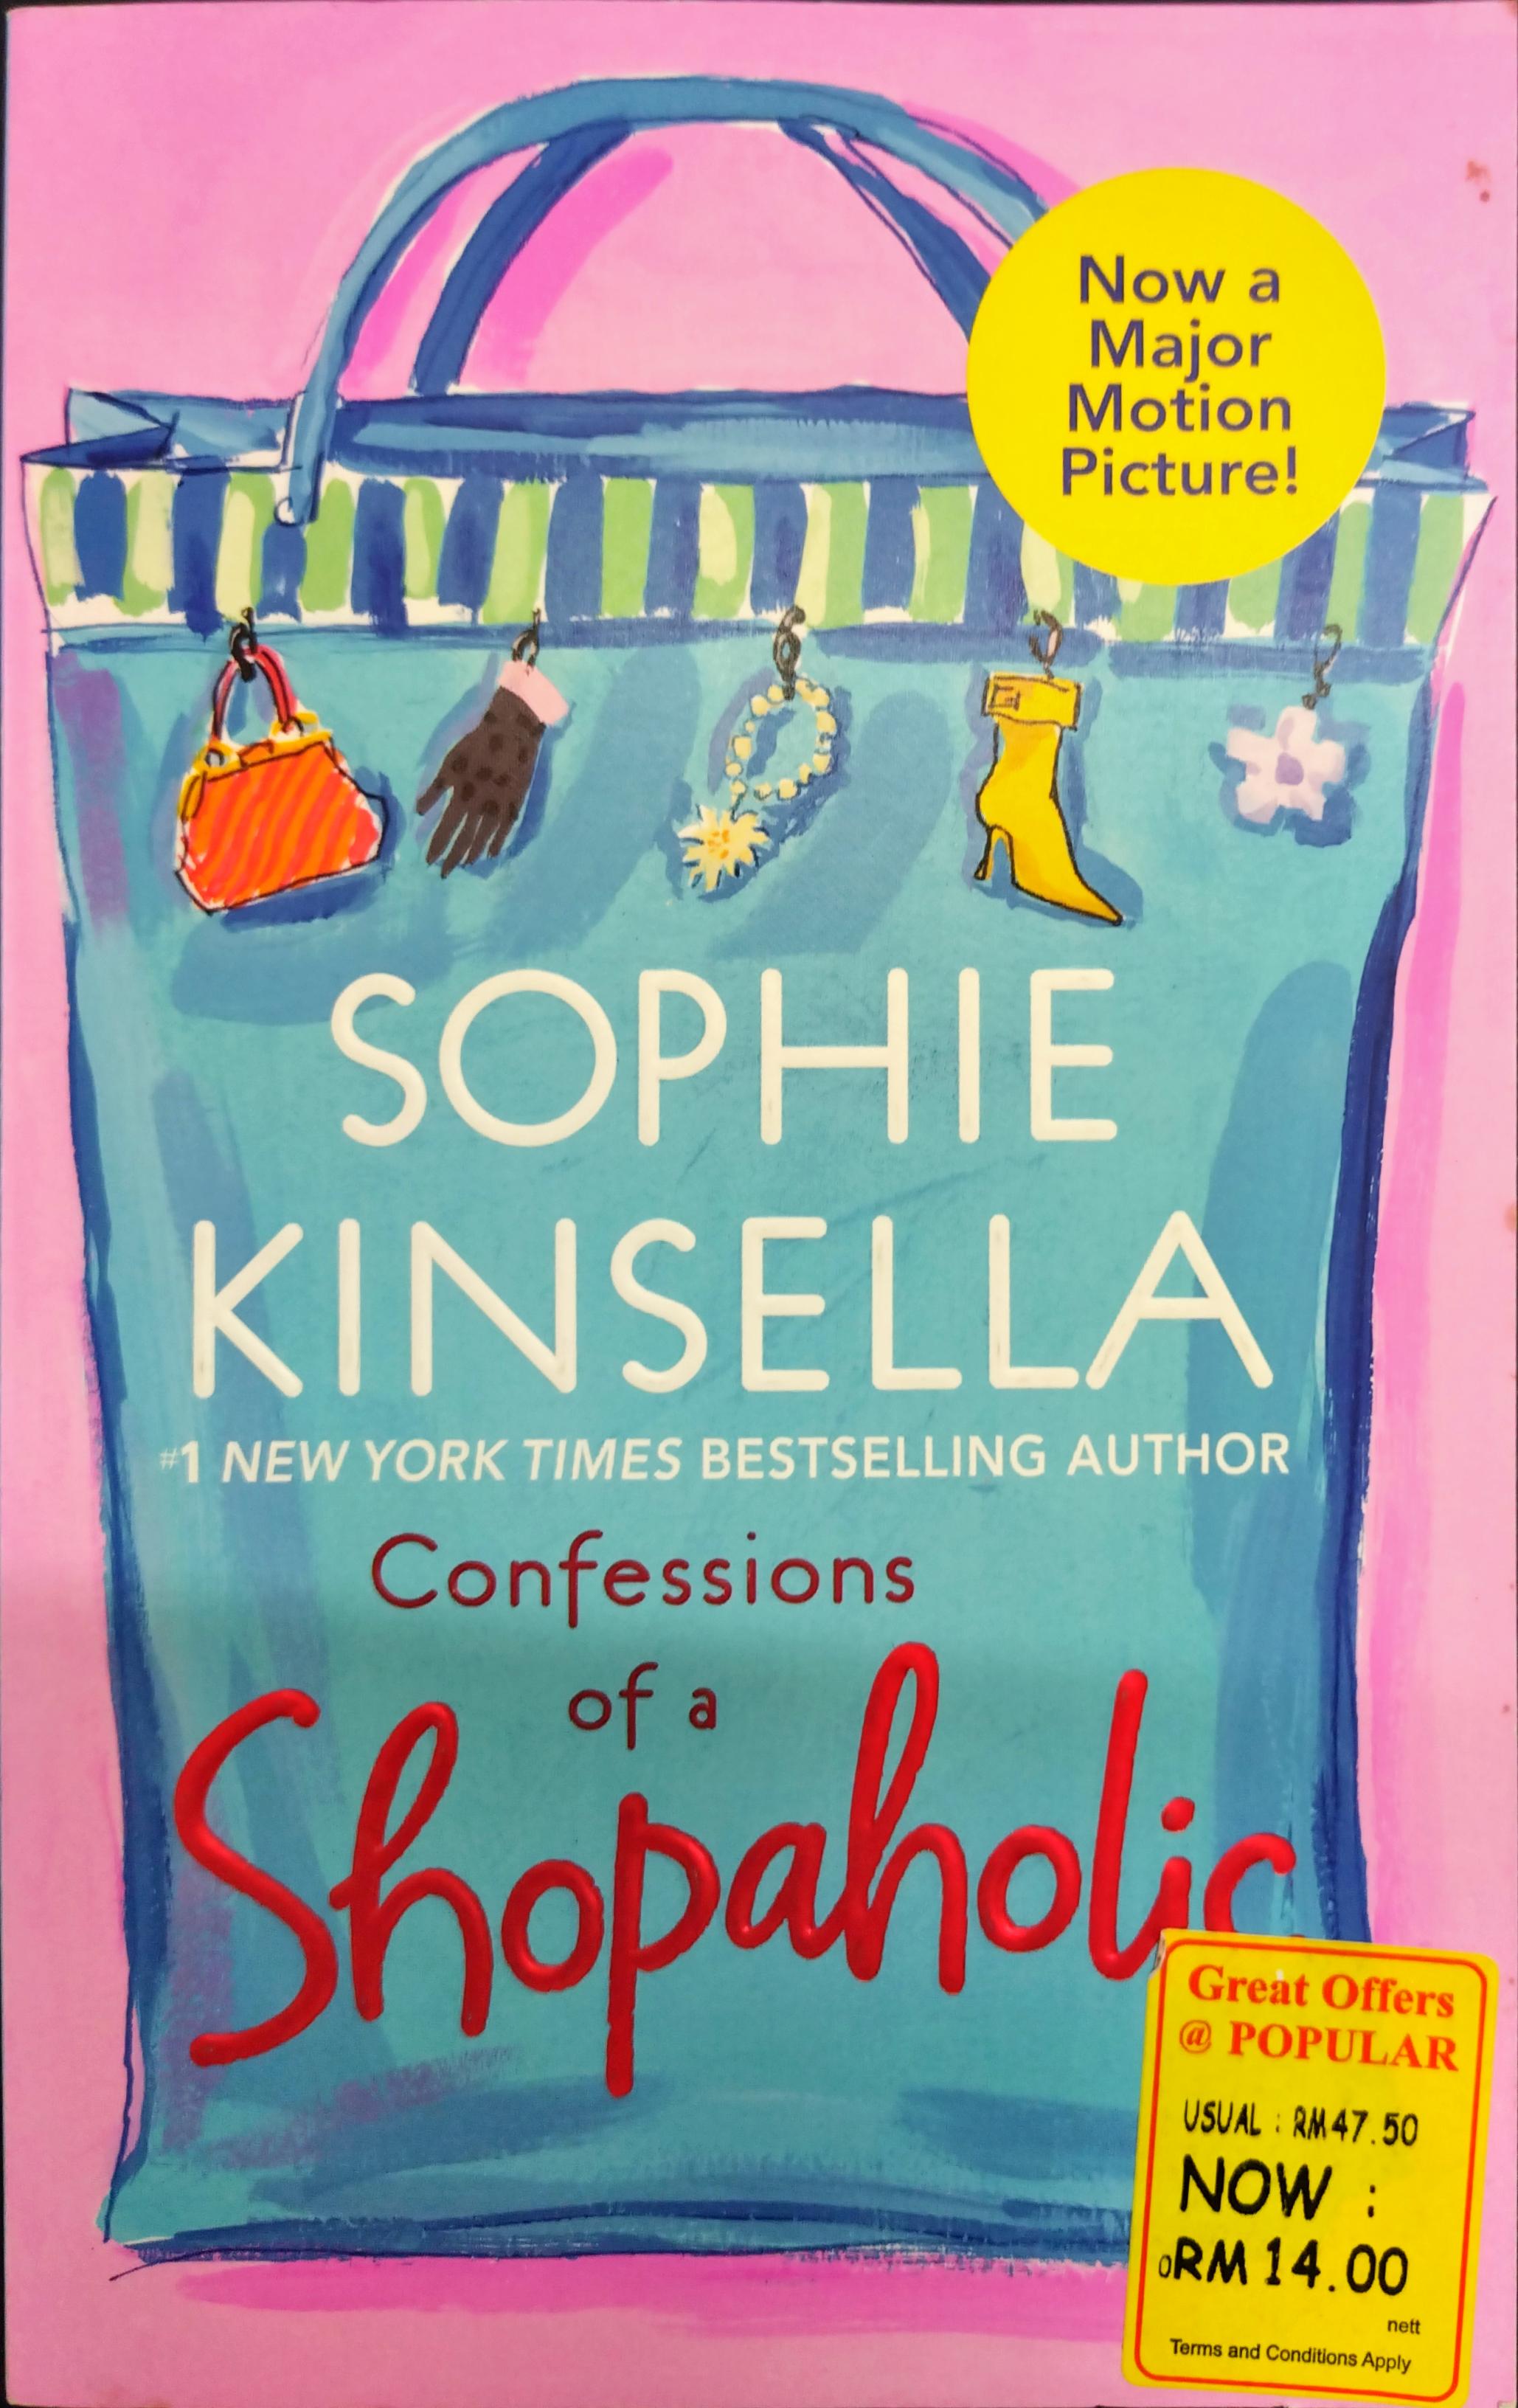 Now a
Major
Motion
Picture!
SOPHIE
KINSELLA
#1 NEW YORK TIMES BESTSELLING AUTHOR
Confessions
of a
Shopaholic
Great Offers
@ POPULAR
USUAL : RM47.50
NOW :
0RM14.00
nett
Terms and Conditions Apply